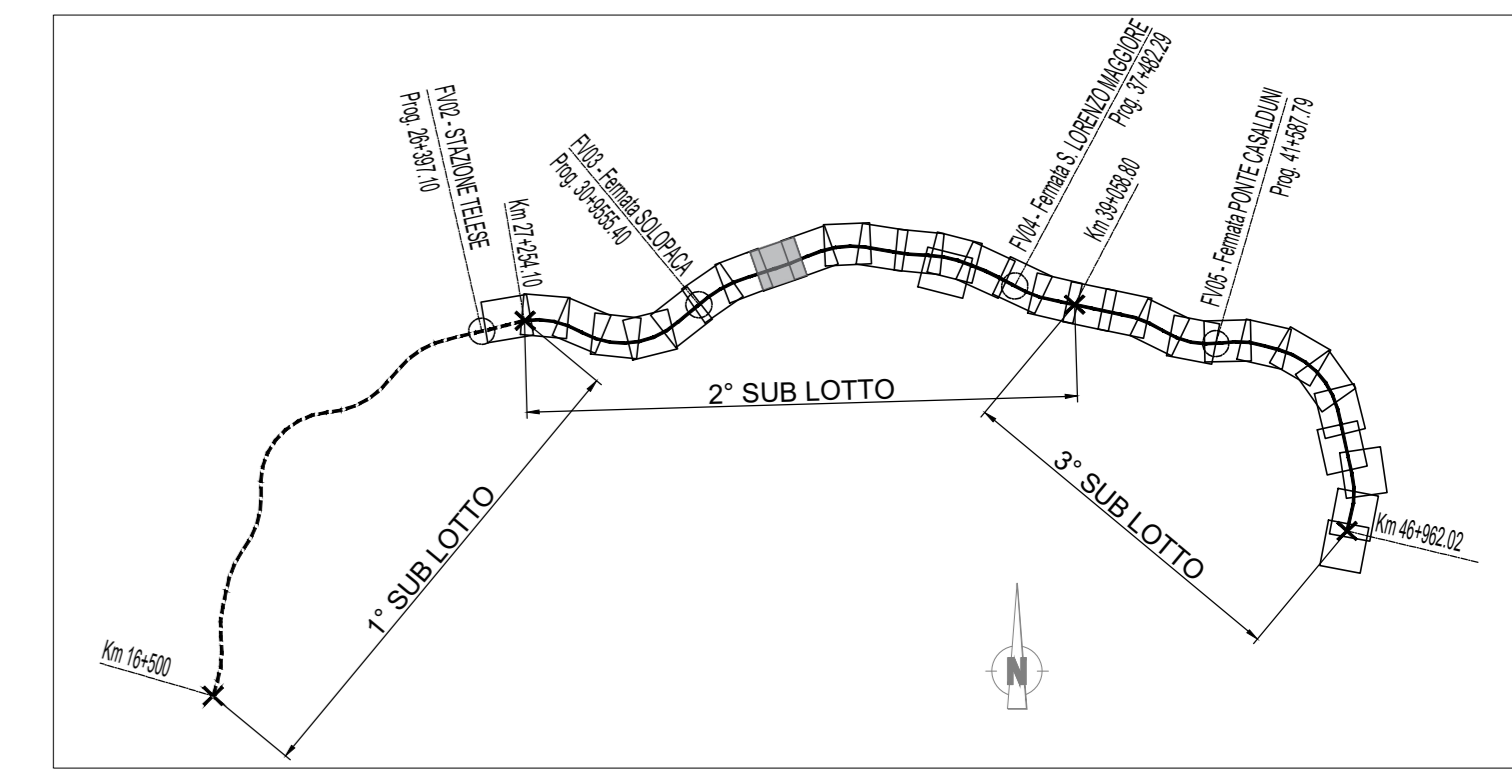 FV02 - STAZIONE TELESE
Prog. 26+397.10
Km 27+254.10
FV03 - Fermata SOLOPACA
Prog. 30+9555.40
FV04 - Fermata S. LORENZO MAGGIORE
Prog. 37+482.29
Km 39+058.80
FV05 - Fermata PONTE CASALDUNI
Prog. 41+587.79
2° SUB LOTTO
1° SUB LOTTO
3° SUB LOTTO
Km 46+962.02
Km 16+500
N